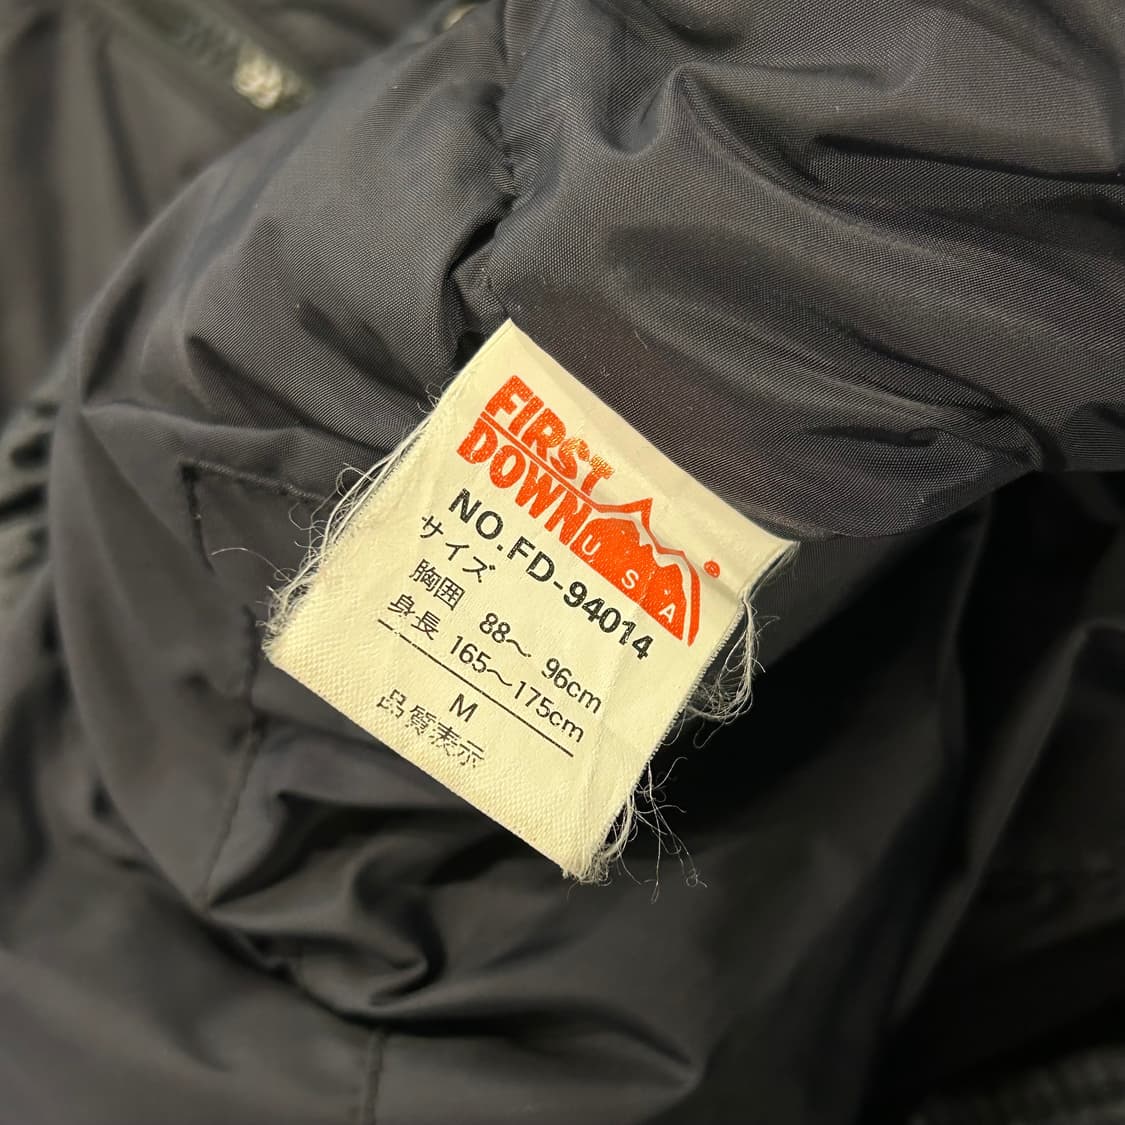 FIRST
DOWN
USA
®
NO.FD-94014
サイズ
胸囲 88～ 96cm
身長 165～175cm
M
品質表示